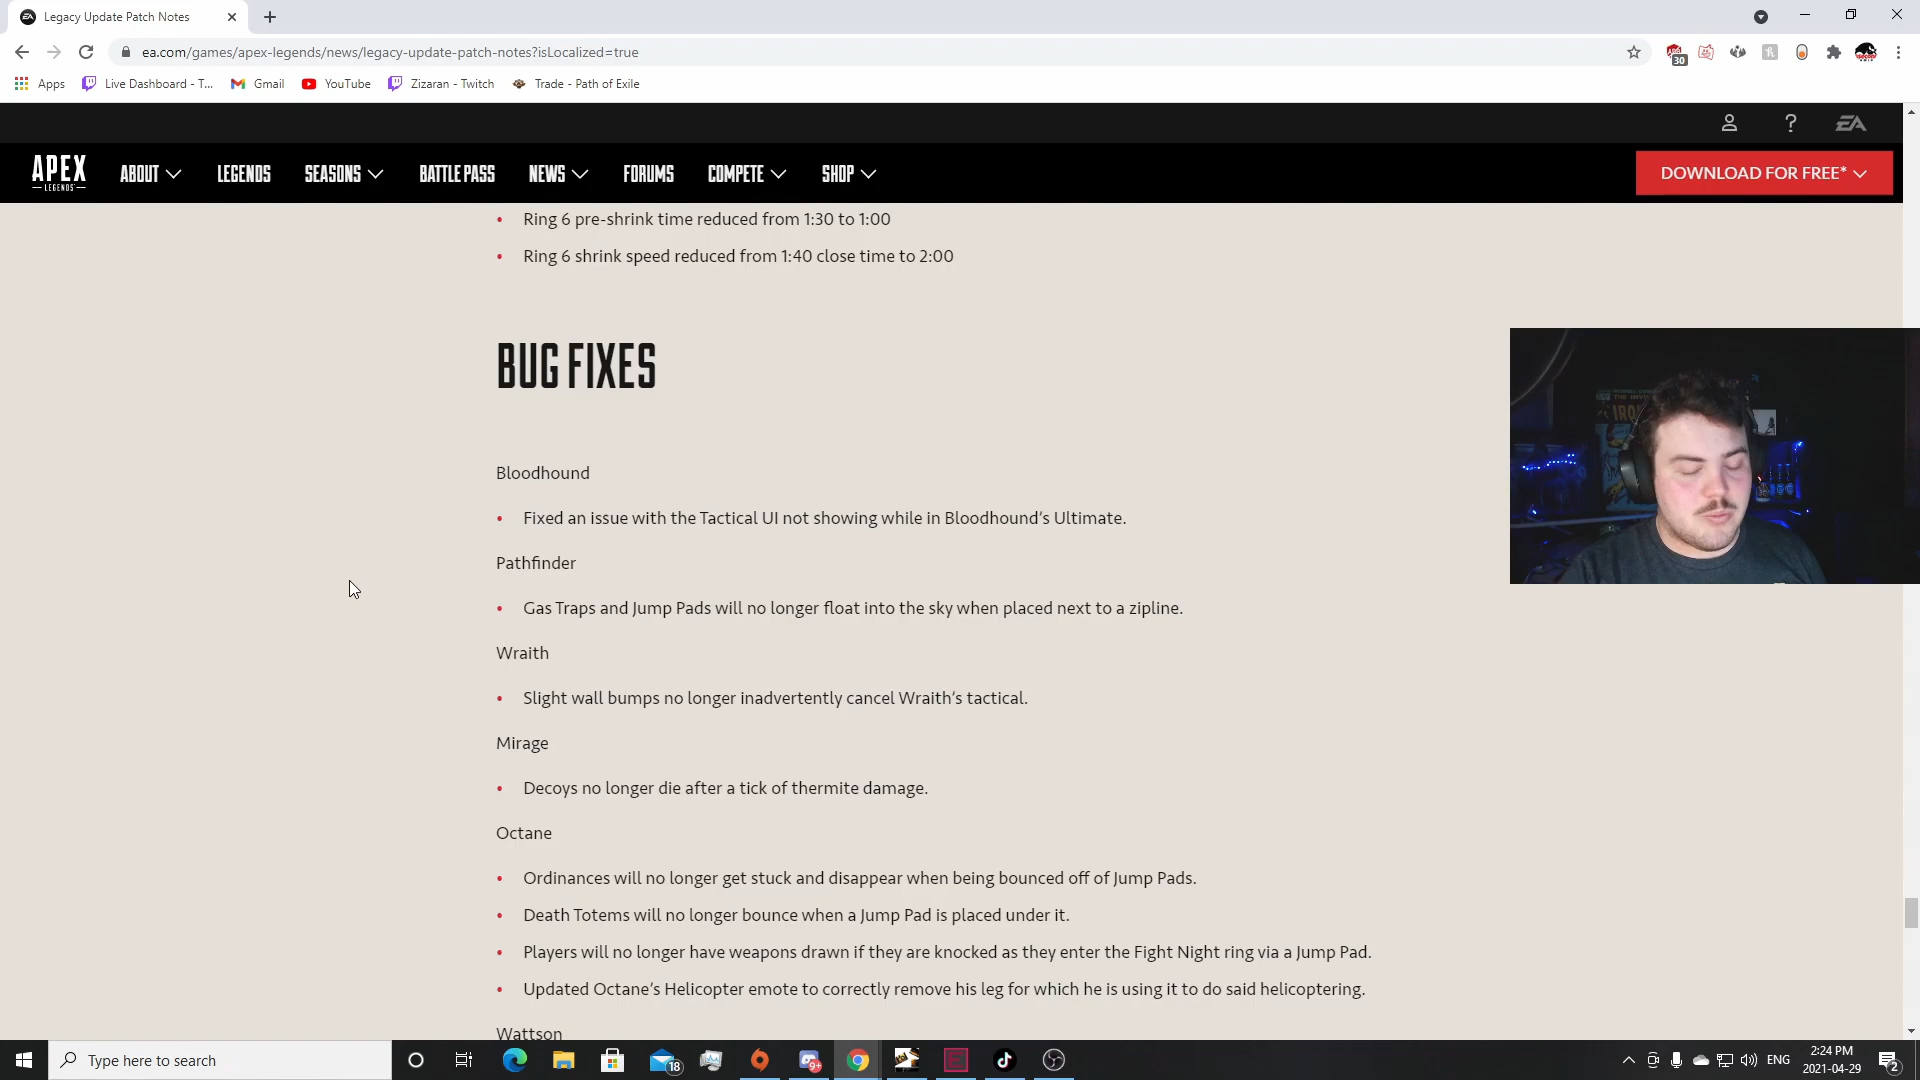 Legacy Update Patch Notes
ea.com/games/apex-legends/news/legacy-update-patch-notes?isLocalized=true
30
Apps
Live Dashboard - T...
Gmail
YouTube
Zizaran - Twitch
Trade - Path of Exile
?
EA
APEX
LEGENDS
ABOUT
LEGENDS
SEASONS
BATTLE PASS
NEWS
FORUMS
COMPETE
SHOP
DOWNLOAD FOR FREE*
• Ring 6 pre-shrink time reduced from 1:30 to 1:00
• Ring 6 shrink speed reduced from 1:40 close time to 2:00
BUG FIXES
Bloodhound
• Fixed an issue with the Tactical UI not showing while in Bloodhound’s Ultimate.
Pathfinder
• Gas Traps and Jump Pads will no longer float into the sky when placed next to a zipline.
Wraith
• Slight wall bumps no longer inadvertently cancel Wraith’s tactical.
Mirage
• Decoys no longer die after a tick of thermite damage.
Octane
• Ordinances will no longer get stuck and disappear when being bounced off of Jump Pads.
• Death Totems will no longer bounce when a Jump Pad is placed under it.
• Players will no longer have weapons drawn if they are knocked as they enter the Fight Night ring via a Jump Pad.
• Updated Octane’s Helicopter emote to correctly remove his leg for which he is using it to do said helicoptering.
Wattson
Type here to search
18
9+
ENG
2:24 PM
2021-04-29
2